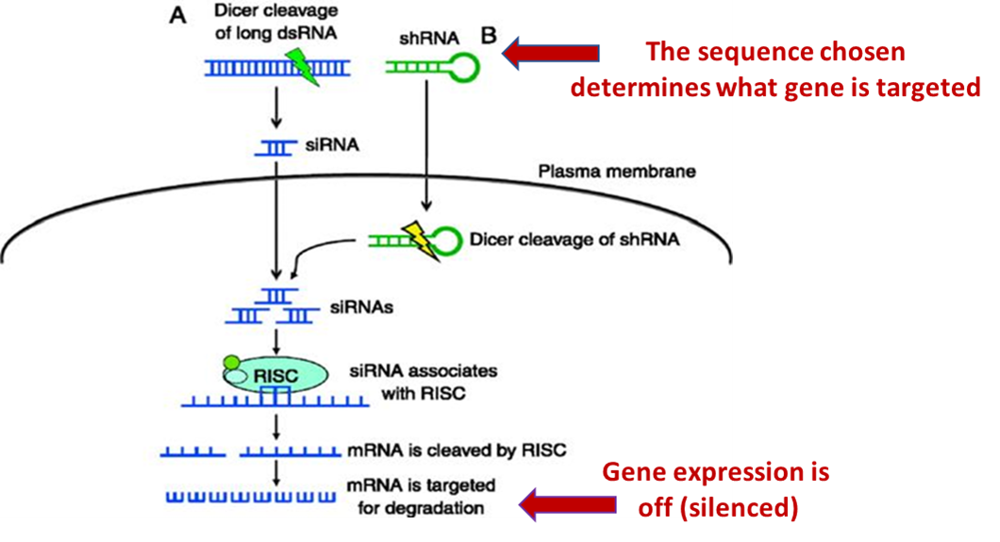 A
Dicer cleavage
of long dsRNA
shRNA
B
The sequence chosen
determines what gene is targeted
siRNA
Plasma membrane
Dicer cleavage of shRNA
siRNAs
RISC
siRNA associates
with RISC
mRNA is cleaved by RISC
mRNA is targeted
for degradation
Gene expression is
off (silenced)